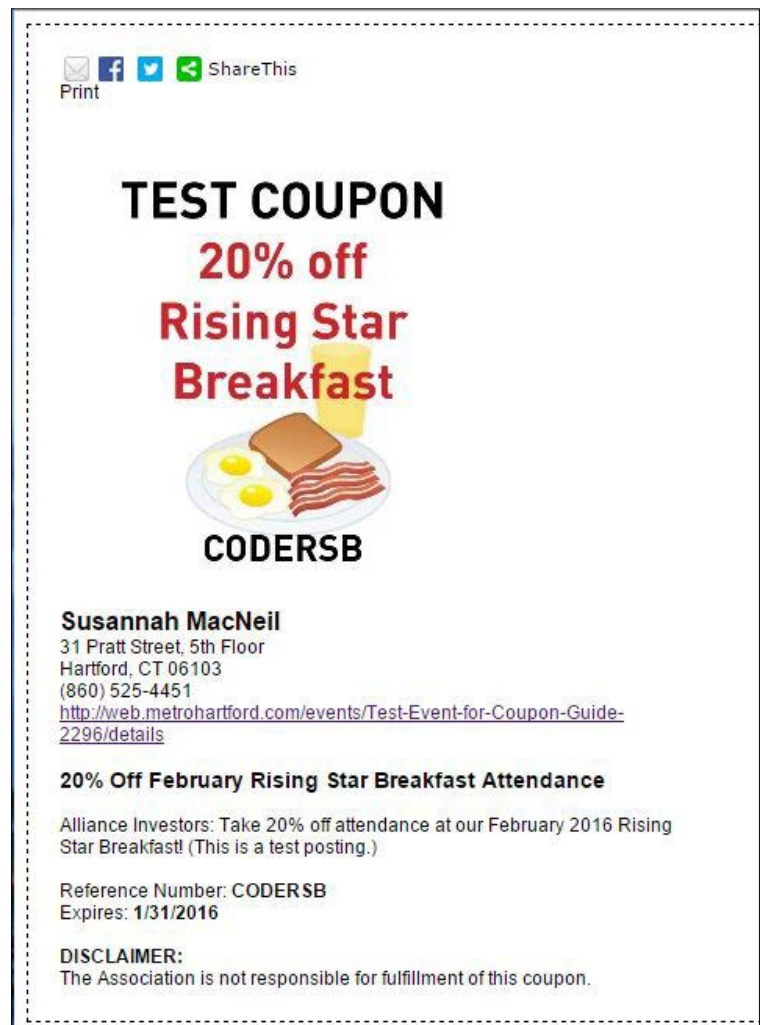 ShareThis
Print
TEST COUPON
20% off
Rising Star
Breakfast
CODERSB
Susannah MacNeil
31 Pratt Street, 5th Floor
Hartford, CT 06103
(860) 525-4451
http://web.metrohartford.com/events/Test-Event-for-Coupon-Guide-
2296/details
20% Off February Rising Star Breakfast Attendance
Alliance Investors: Take 20% off attendance at our February 2016 Rising
Star Breakfast! (This is a test posting.)
Reference Number: CODERSB
Expires: 1/31/2016
DISCLAIMER:
The Association is not responsible for fulfillment of this coupon.